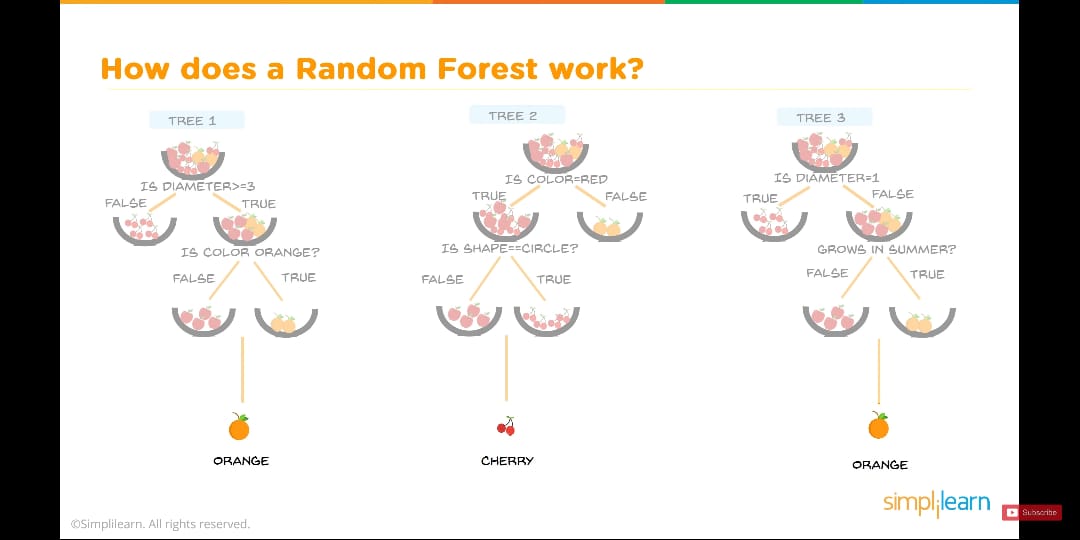 How does a Random Forest work?
TREE 1
TREE 2
TREE 3
IS DIAMETER>=3
FALSE
TRUE
IS COLOR ORANGE?
FALSE
TRUE
ORANGE
IS COLOR=RED
TRUE
FALSE
IS SHAPE==CIRCLE?
FALSE
TRUE
CHERRY
IS DIAMETER=1
TRUE
FALSE
GROWS IN SUMMER?
FALSE
TRUE
ORANGE
simplilearn
Subscribe
©Simplilearn. All rights reserved.